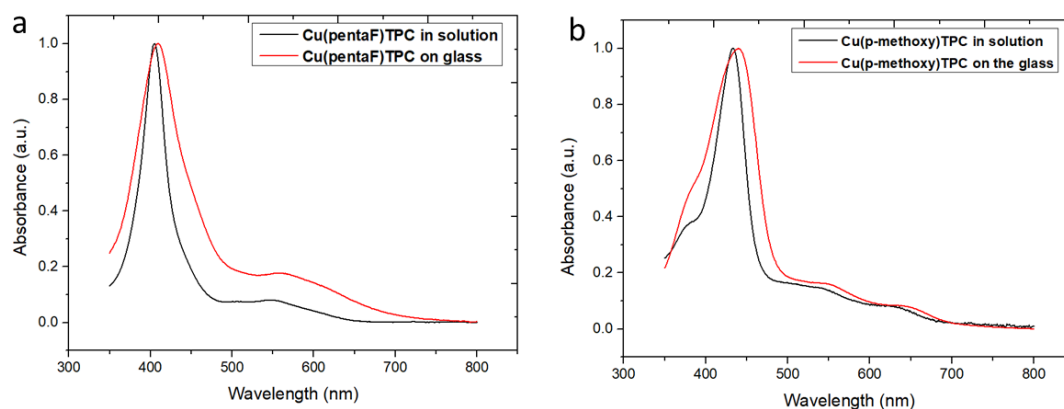 a
Cu(pentaF)TPC in solution
Cu(pentaF)TPC on glass
1.0
0.8
0.6
0.4
0.2
0.0
Absorbance (a.u.)
300 400 500 600 700 800
Wavelength (nm)
b
Cu(p-methoxy)TPC in solution
Cu(p-methoxy)TPC on the glass
1.0
0.8
0.6
0.4
0.2
0.0
Absorbance (a.u.)
300 400 500 600 700 800
Wavelength (nm)